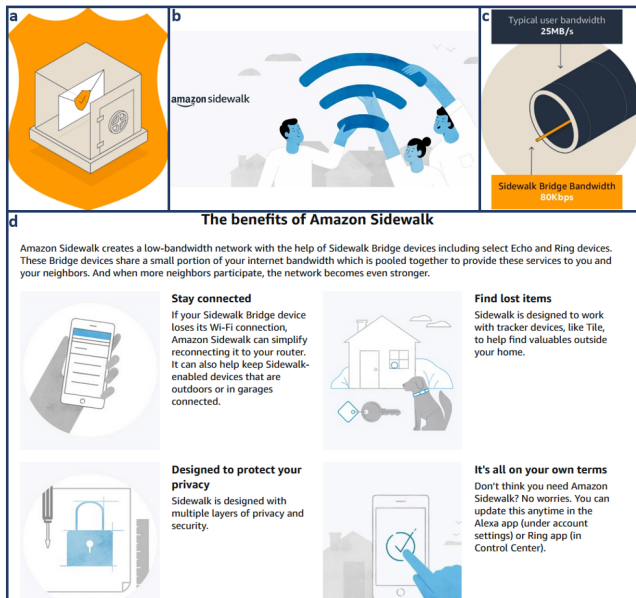 a
b
c
amazon sidewalk
Typical user bandwidth
25MB/s
Sidewalk Bridge Bandwidth
80Kbps
d
The benefits of Amazon Sidewalk
Amazon Sidewalk creates a low-bandwidth network with the help of Sidewalk Bridge devices including select Echo and Ring devices.
These Bridge devices share a small portion of your internet bandwidth which is pooled together to provide these services to you and
your neighbors. And when more neighbors participate, the network becomes even stronger.
Stay connected
If your Sidewalk Bridge device
loses its Wi-Fi connection,
Amazon Sidewalk can simplify
reconnecting it to your router.
It can also help keep Sidewalk-
enabled devices that are
outdoors or in garages
connected.
Find lost items
Sidewalk is designed to work
with tracker devices, like Tile,
to help find valuables outside
your home.
Designed to protect your
privacy
Sidewalk is designed with
multiple layers of privacy and
security.
It's all on your own terms
Don't think you need Amazon
Sidewalk? No worries. You can
update this anytime in the
Alexa app (under account
settings) or Ring app (in
Control Center).